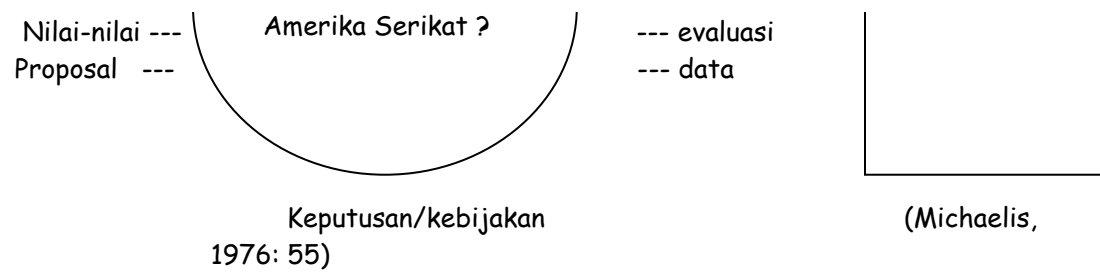 Nilai-nilai --- Amerika Serikat ? --- evaluasi
Proposal --- --- data
Keputusan/kebijakan (Michaelis,
1976: 55)